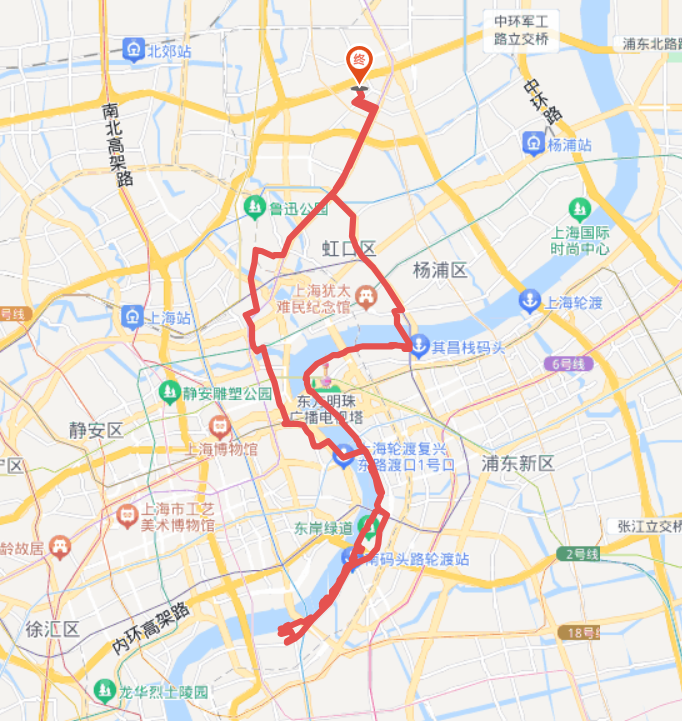 中环军工
路立交桥
浦东北路路
终
北郊站
中环路
南北高架路
杨浦站
鲁迅公园
上海国际
时尚中心
虹口区
杨浦区
上海犹太
难民纪念馆
上海轮渡
号线
上海站
其昌栈码头
6号线
静安雕塑公园
东方明珠
广播电视塔
静安区
上海博物馆
上海轮渡复兴
东路渡口1号口
浦东新区
宁区
上海市工艺
美术博物馆
东岸绿道
张江立交桥
龄故居
2号线
南码头路轮渡站
内环高架路
徐汇区
18号线
龙华烈士陵园